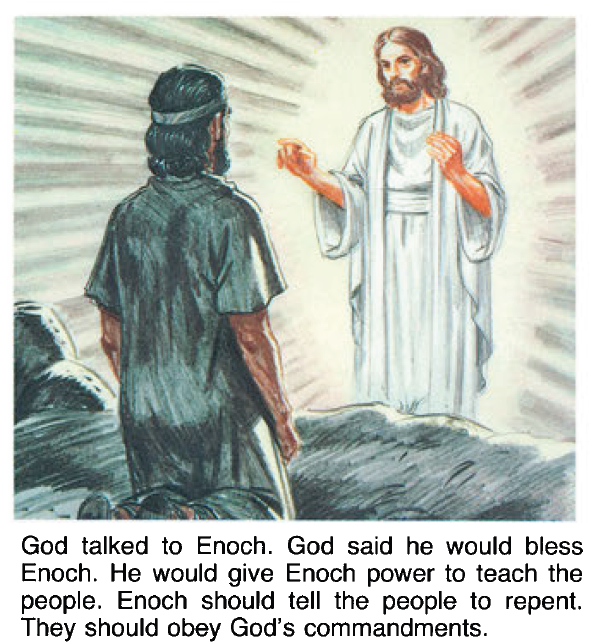 God talked to Enoch. God said he would bless
Enoch. He would give Enoch power to teach the
people. Enoch should tell the people to repent.
They should obey God's commandments.